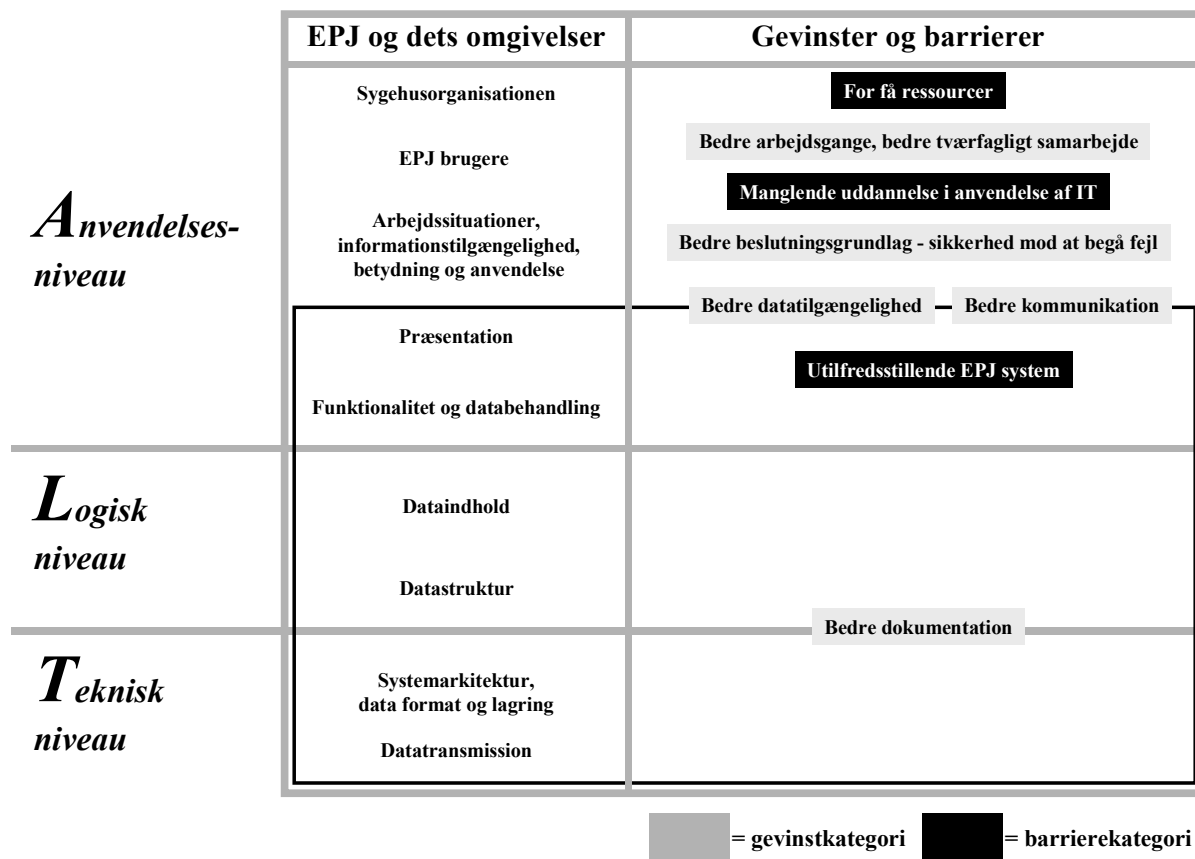 EPJ og dets omgivelser
Gevinster og barrierer
Anvendelses-
niveau
Sygehusorganisationen
EPJ brugere
Arbejdssituationer,
informationstilgængelighed,
betydning og anvendelse
Præsentation
Funktionalitet og databehandling
For få ressourcer
Bedre arbejdsgange, bedre tværfagligt samarbejde
Manglende uddannelse i anvendelse af IT
Bedre beslutningsgrundlag - sikkerhed mod at begå fejl
Bedre datatilgængelighed
Bedre kommunikation
Utilfredsstillende EPJ system
Logisk
niveau
Dataindhold
Datastruktur
Bedre dokumentation
Teknisk
niveau
Systemarkitektur,
data format og lagring
Datatransmission
= gevinstkategori
= barrierekategori